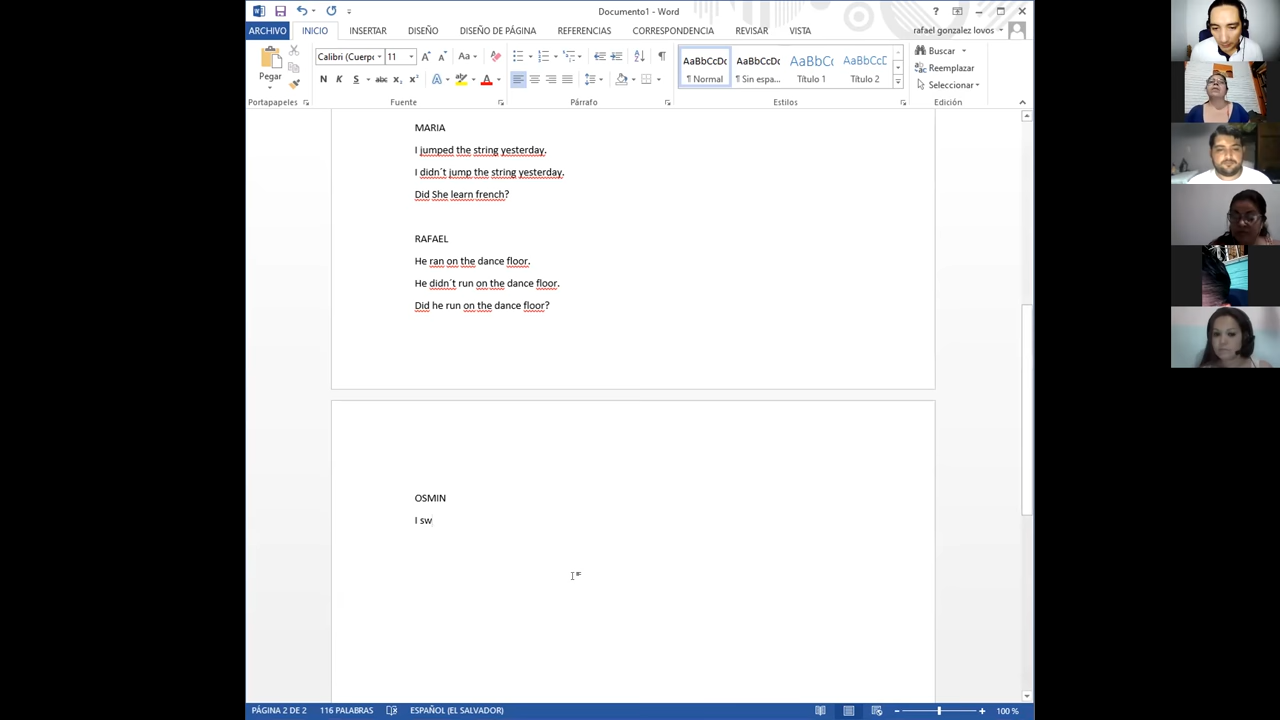 Documento1 - Word
ARCHIVO INICIO INSERTAR DISEÑO DISEÑO DE PÁGINA REFERENCIAS CORRESPONDENCIA REVISAR VISTA rafael gonzalez lovos
Pegar
Calibri (Cuerpo 11
N K S abc x₂ x²
AaBbCcDc AaBbCcDc AaBbCc AaBbCcC
¶ Normal ¶ Sin espa... Título 1 Título 2
Buscar
Reemplazar
Seleccionar
Portapapeles Fuente Párrafo Estilos Edición
MARIA
I jumped the string yesterday.
I didn´t jump the string yesterday.
Did She learn french?
RAFAEL
He ran on the dance floor.
He didn´t run on the dance floor.
Did he run on the dance floor?
OSMIN
I sw
PÁGINA 2 DE 2 116 PALABRAS ESPAÑOL (EL SALVADOR) 100 %